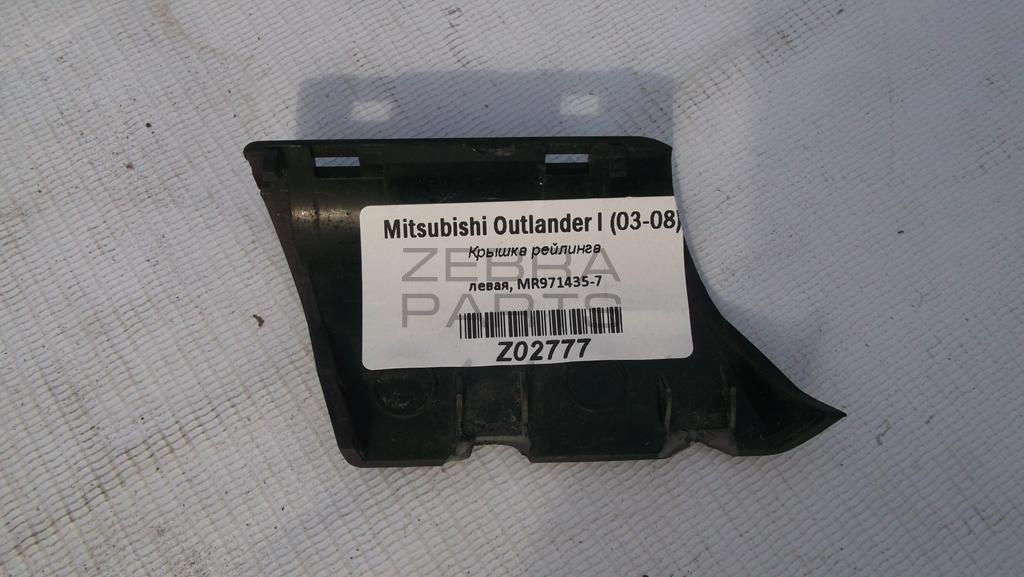 Mitsubishi Outlander I (03-08)
Крышка рейлинга
ZEBRA
левая, MR971435-7
PARTS
Z02777